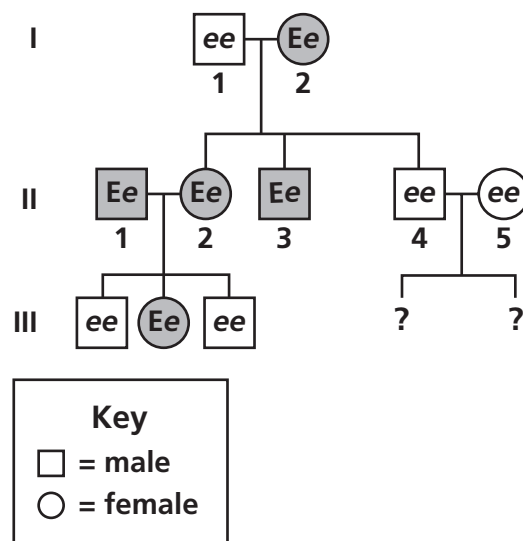 I ee Ee
1 2
II Ee Ee Ee ee ee
1 2 3 4 5
III ee Ee ee ? ?
Key
= male
= female